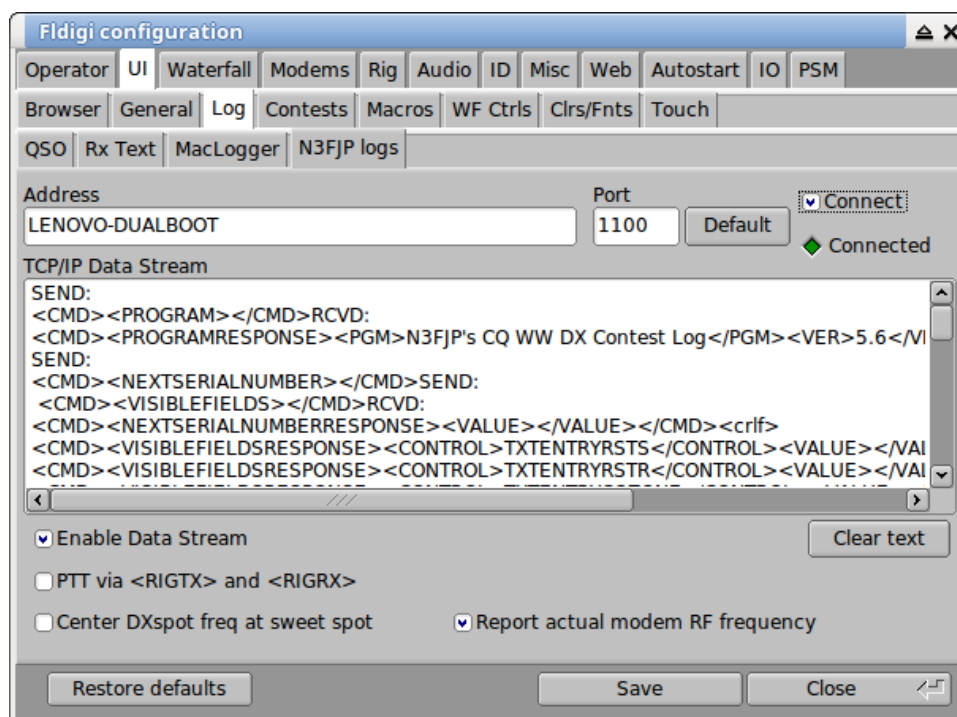 Fldigi configuration
Operator UI Waterfall Modems Rig Audio ID Misc Web Autostart IO PSM
Browser General Log Contests Macros WF Ctrls Clrs/Fnts Touch
QSO Rx Text MacLogger N3FJP logs
Address Port
LENOVO-DUALBOOT 1100 Default Connect
Connected
TCP/IP Data Stream
SEND:
<CMD><PROGRAM></CMD>RCVD:
<CMD><PROGRAMRESPONSE><PGM>N3FJP's CQ WW DX Contest Log</PGM><VER>5.6</VI
SEND:
<CMD><NEXTSERIALNUMBER></CMD>SEND:
<CMD><VISIBLEFIELDS></CMD>RCVD:
<CMD><NEXTSERIALNUMBERRESPONSE><VALUE></VALUE></CMD><crlf>
<CMD><VISIBLEFIELDSRESPONSE><CONTROL>TXTENTRYRSTS</CONTROL><VALUE></VAL
<CMD><VISIBLEFIELDSRESPONSE><CONTROL>TXTENTRYRSTR</CONTROL><VALUE></VAL
Enable Data Stream Clear text
PTT via <RIGTX> and <RIGRX>
Center DXspot freq at sweet spot Report actual modem RF frequency
Restore defaults Save Close